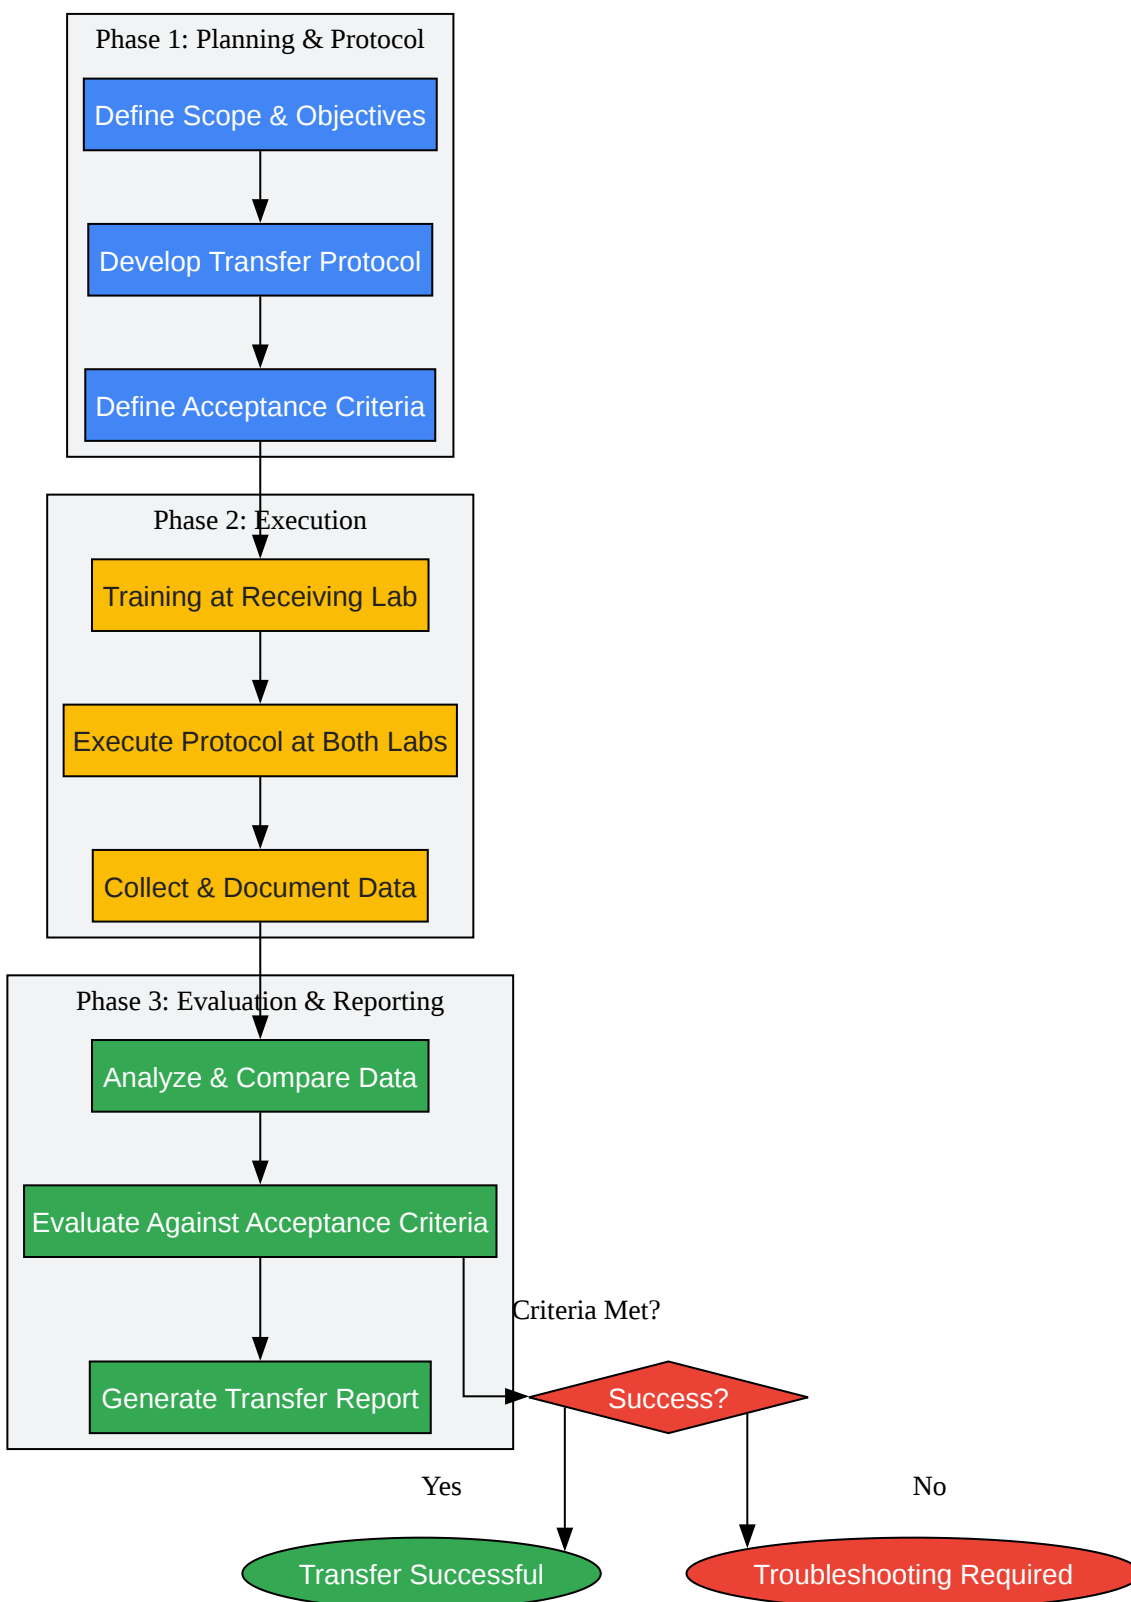 Phase 1: Planning & Protocol
Define Scope & Objectives
Develop Transfer Protocol
Define Acceptance Criteria
Phase 2: Execution
Training at Receiving Lab
Execute Protocol at Both Labs
Collect & Document Data
Phase 3: Evaluation & Reporting
Analyze & Compare Data
Evaluate Against Acceptance Criteria
Criteria Met?
Generate Transfer Report
Success?
Yes
No
Transfer Successful
Troubleshooting Required